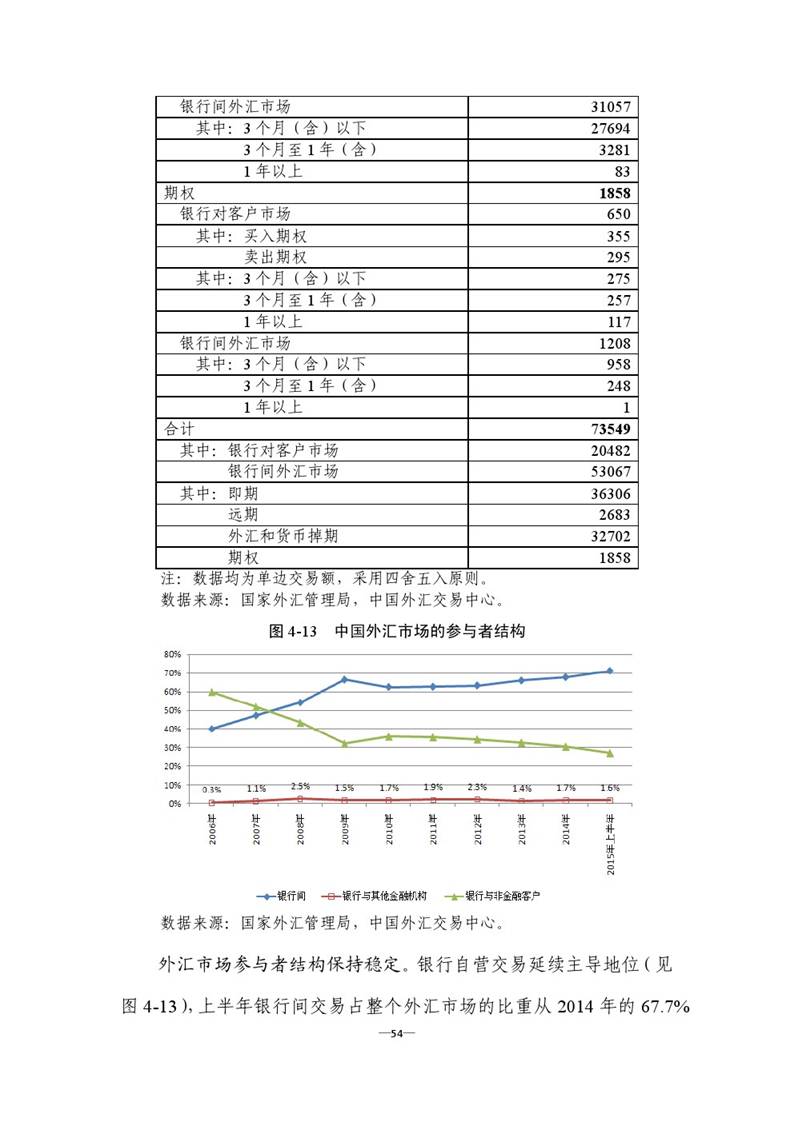 银行间外汇市场 31057
其中：3 个月（含）以下 27694
3 个月至 1 年（含） 3281
1 年以上 83
期权 1858
银行对客户市场 650
其中：买入期权 355
卖出期权 295
其中：3 个月（含）以下 275
3 个月至 1 年（含） 257
1 年以上 117
银行间外汇市场 1208
其中：3 个月（含）以下 958
3 个月至 1 年（含） 248
1 年以上 1
合计 73549
其中：银行对客户市场 20482
银行间外汇市场 53067
其中：即期 36306
远期 2683
外汇和货币掉期 32702
期权 1858
注：数据均为单边交易额，采用四舍五入原则。
数据来源：国家外汇管理局，中国外汇交易中心。
图 4-13 中国外汇市场的参与者结构
80%
70%
60%
50%
40%
30%
20%
10%
0%
0.3% 1.1% 2.5% 1.5% 1.7% 1.9% 2.3% 1.4% 1.7% 1.6%
2006年 2007年 2008年 2009年 2010年 2011年 2012年 2013年 2014年 2015年上半年
银行间 银行与其他金融机构 银行与非金融客户
数据来源：国家外汇管理局，中国外汇交易中心。
外汇市场参与者结构保持稳定。银行自营交易延续主导地位（见
图 4-13），上半年银行间交易占整个外汇市场的比重从 2014 年的 67.7%
—54—